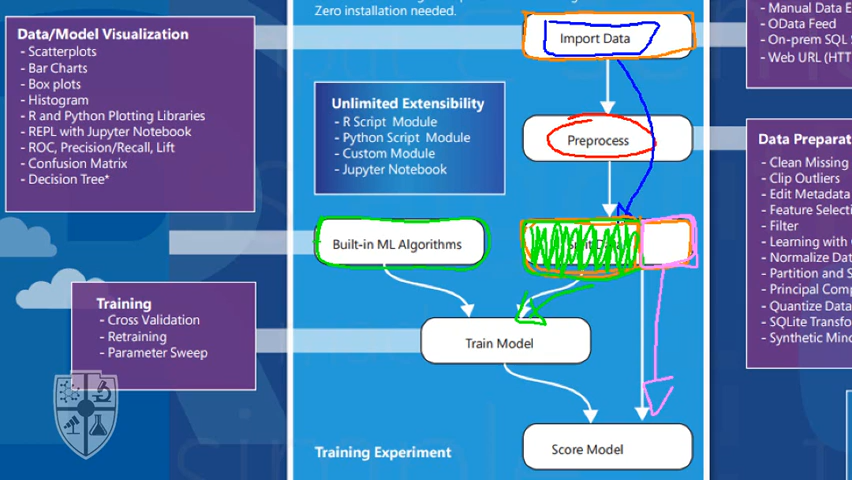 Zero installation needed.
Data/Model Visualization
- Scatterplots
- Bar Charts
- Box plots
- Histogram
- R and Python Plotting Libraries
- REPL with Jupyter Notebook
- ROC, Precision/Recall, Lift
- Confusion Matrix
- Decision Tree*
Training
- Cross Validation
- Retraining
- Parameter Sweep
Unlimited Extensibility
- R Script Module
- Python Script Module
- Custom Module
- Jupyter Notebook
Import Data
Preprocess
Built-in ML Algorithms
Train Model
Score Model
Training Experiment
- Manual Data E
- OData Feed
- On-prem SQL
- Web URL (HTT
Data Preparat
- Clean Missing
- Clip Outliers
- Edit Metadata
- Feature Selecti
- Filter
- Learning with
- Normalize Dat
- Partition and S
- Principal Comp
- Quantize Data
- SQLite Transfo
- Synthetic Mino